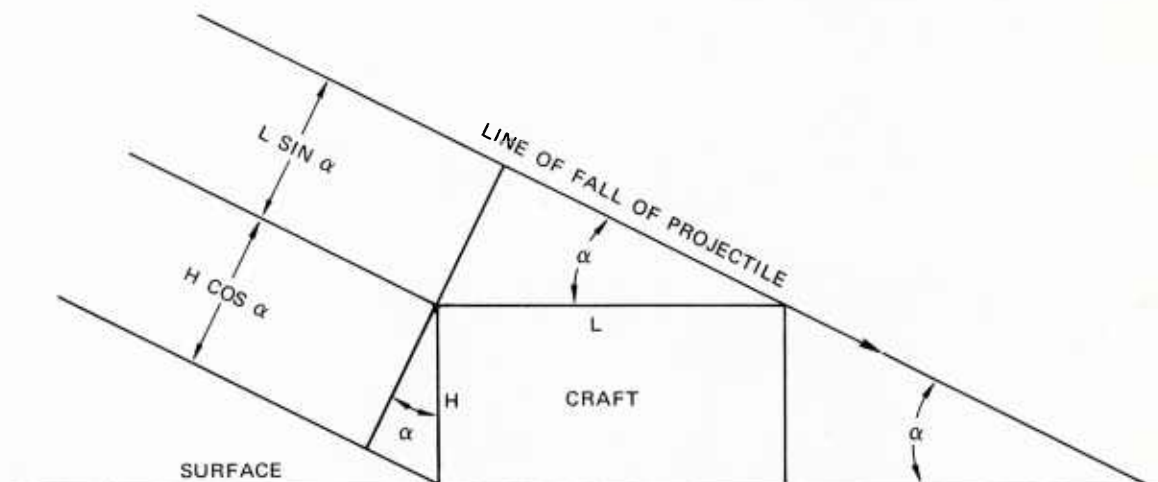 L SIN α
LINE OF FALL OF PROJECTILE
H COS α
α
L
H
CRAFT
α
α
SURFACE